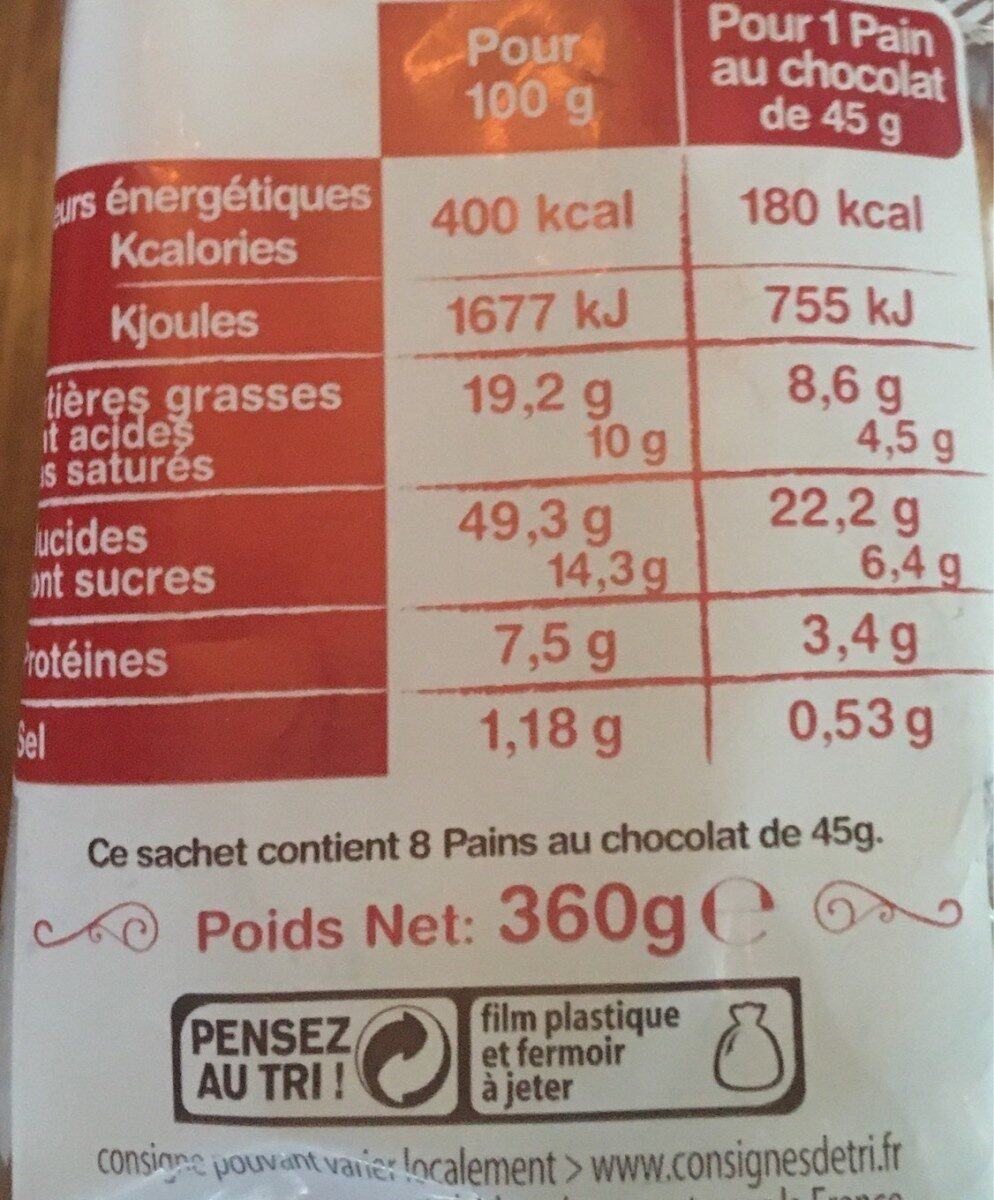 Pour
100 g
Pour 1 Pain
au chocolat
de 45 g
eurs énergétiques
Kcalories
400 kcal
180 kcal
Kjoules
1677 kJ
755 kJ
tières grasses
nt acides
s saturés
19,2 g
10 g
8,6 g
4,5 g
lucides
ont sucres
49,3 g
14,3g
22,2 g
6,4 g
Protéines
7,5 g
3,4 g
Sel
1,18 g
0,53 g
Ce sachet contient 8 Pains au chocolat de 45g.
Poids Net: 360g e
PENSEZ
AU TRI !
film plastique
et fermoir
à jeter
consigne pouvant varier localement > www.consignesdetri.fr